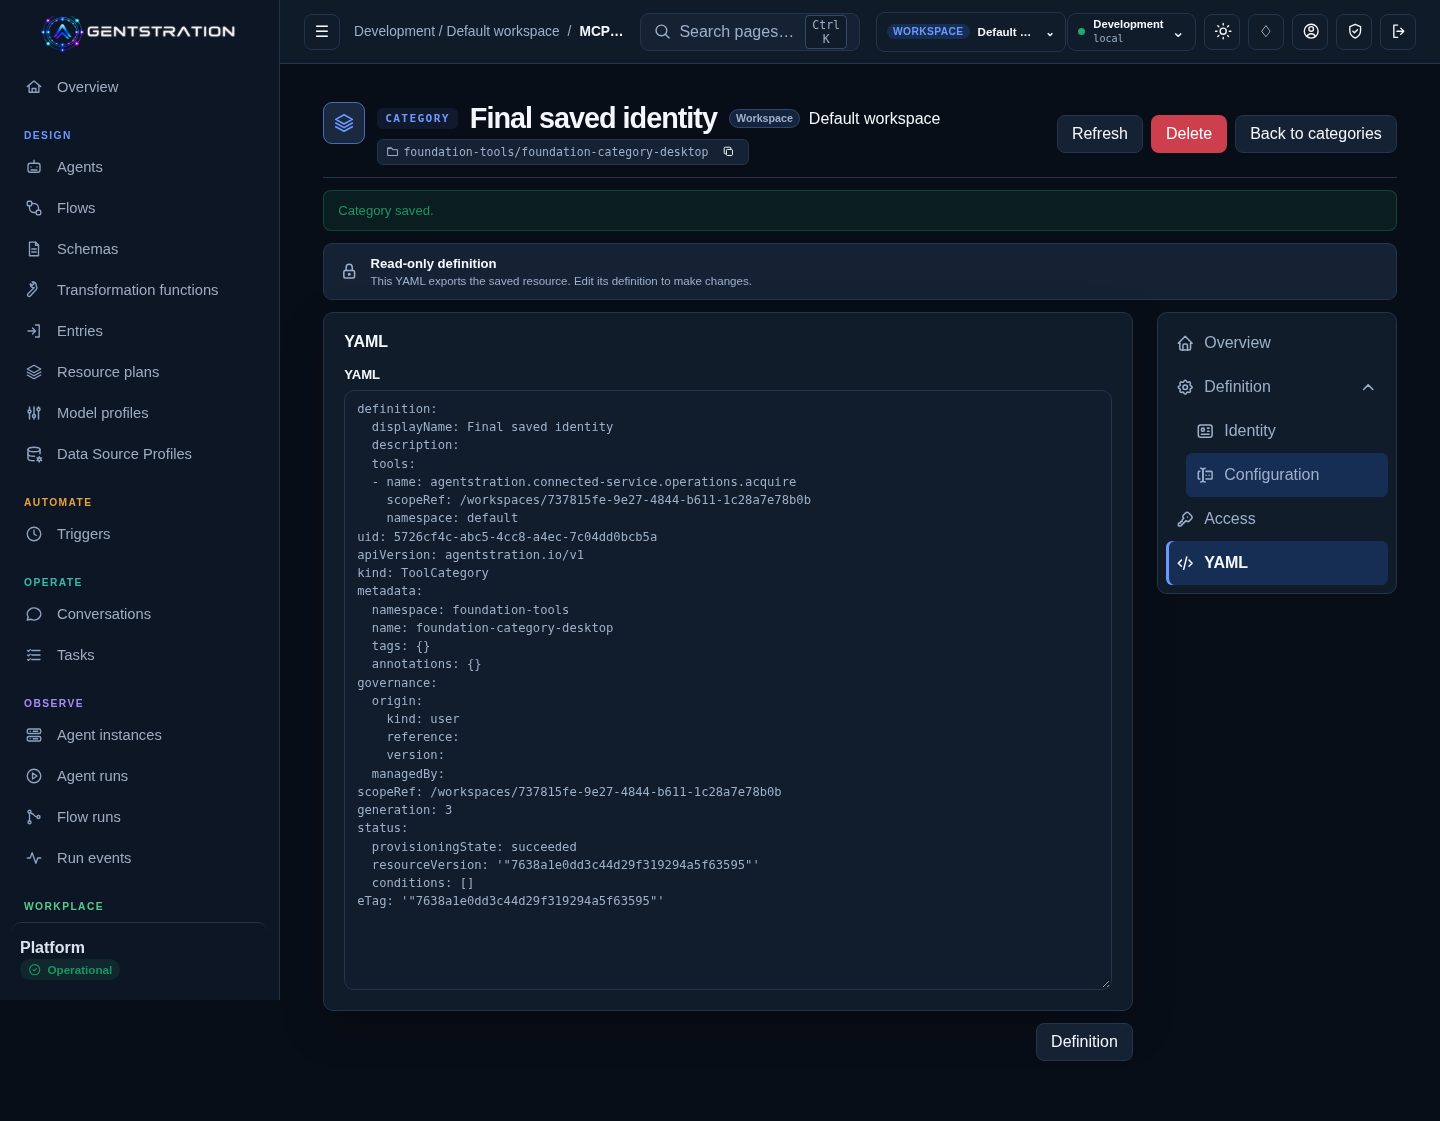 GENTSTRATION
☰
Development / Default workspace / MCP…
Search pages…
Ctrl K
WORKSPACE Default …
Development
local
Overview
DESIGN
Agents
Flows
Schemas
Transformation functions
Entries
Resource plans
Model profiles
Data Source Profiles
AUTOMATE
Triggers
OPERATE
Conversations
Tasks
OBSERVE
Agent instances
Agent runs
Flow runs
Run events
WORKPLACE
Platform
Operational
CATEGORY Final saved identity Workspace Default workspace
foundation-tools/foundation-category-desktop
Refresh
Delete
Back to categories
Category saved.
Read-only definition
This YAML exports the saved resource. Edit its definition to make changes.
YAML
YAML
definition:
  displayName: Final saved identity
  description:
  tools:
  - name: agentstration.connected-service.operations.acquire
    scopeRef: /workspaces/737815fe-9e27-4844-b611-1c28a7e78b0b
    namespace: default
uid: 5726cf4c-abc5-4cc8-a4ec-7c04dd0bcb5a
apiVersion: agentstration.io/v1
kind: ToolCategory
metadata:
  namespace: foundation-tools
  name: foundation-category-desktop
  tags: {}
  annotations: {}
governance:
  origin:
    kind: user
    reference:
    version:
  managedBy:
scopeRef: /workspaces/737815fe-9e27-4844-b611-1c28a7e78b0b
generation: 3
status:
  provisioningState: succeeded
  resourceVersion: '"7638a1e0dd3c44d29f319294a5f63595"'
  conditions: []
eTag: '"7638a1e0dd3c44d29f319294a5f63595"'
Definition
Overview
Definition
Identity
Configuration
Access
YAML